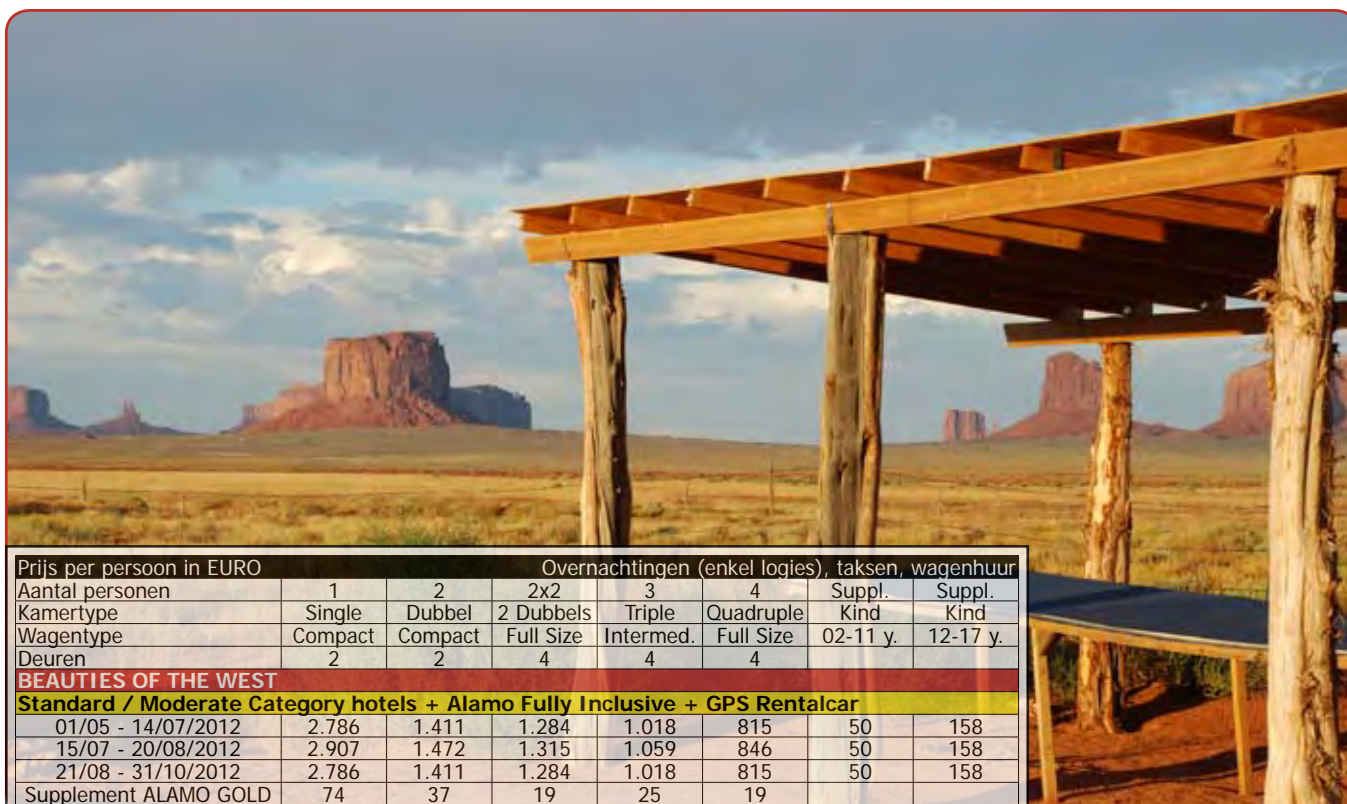 Prijs per persoon in EURO Overnachtingen (enkel logies), taksen, wagenhuur
Aantal personen 1 2 2x2 3 4 Suppl. Suppl.
Kamertype Single Dubbel 2 Dubbels Triple Quadruple Kind Kind
Wagentype Compact Compact Full Size Intermed. Full Size 02-11 y. 12-17 y.
Deuren 2 2 4 4 4
BEAUTIES OF THE WEST
Standard / Moderate Category hotels + Alamo Fully Inclusive + GPS Rentalcar
01/05 - 14/07/2012 2.786 1.411 1.284 1.018 815 50 158
15/07 - 20/08/2012 2.907 1.472 1.315 1.059 846 50 158
21/08 - 31/10/2012 2.786 1.411 1.284 1.018 815 50 158
Supplement ALAMO GOLD 74 37 19 25 19